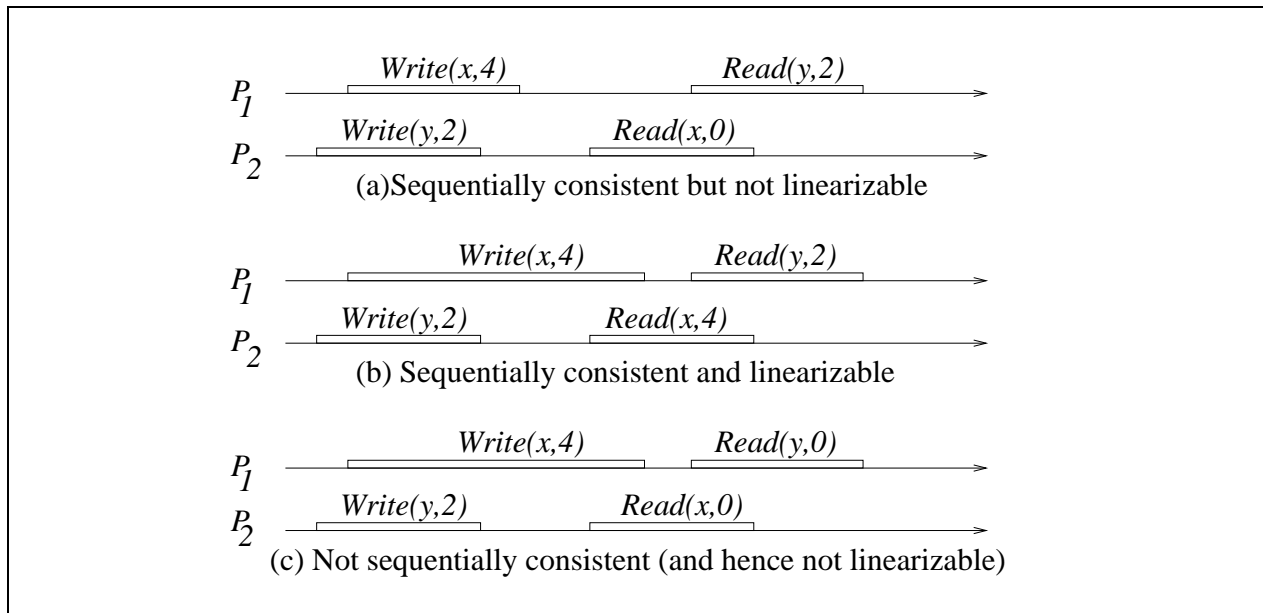 Write(x,4) Read(y,2)
P1
Write(y,2) Read(x,0)
P2
(a)Sequentially consistent but not linearizable
Write(x,4) Read(y,2)
P1
Write(y,2) Read(x,4)
P2
(b) Sequentially consistent and linearizable
Write(x,4) Read(y,0)
P1
Write(y,2) Read(x,0)
P2
(c) Not sequentially consistent (and hence not linearizable)